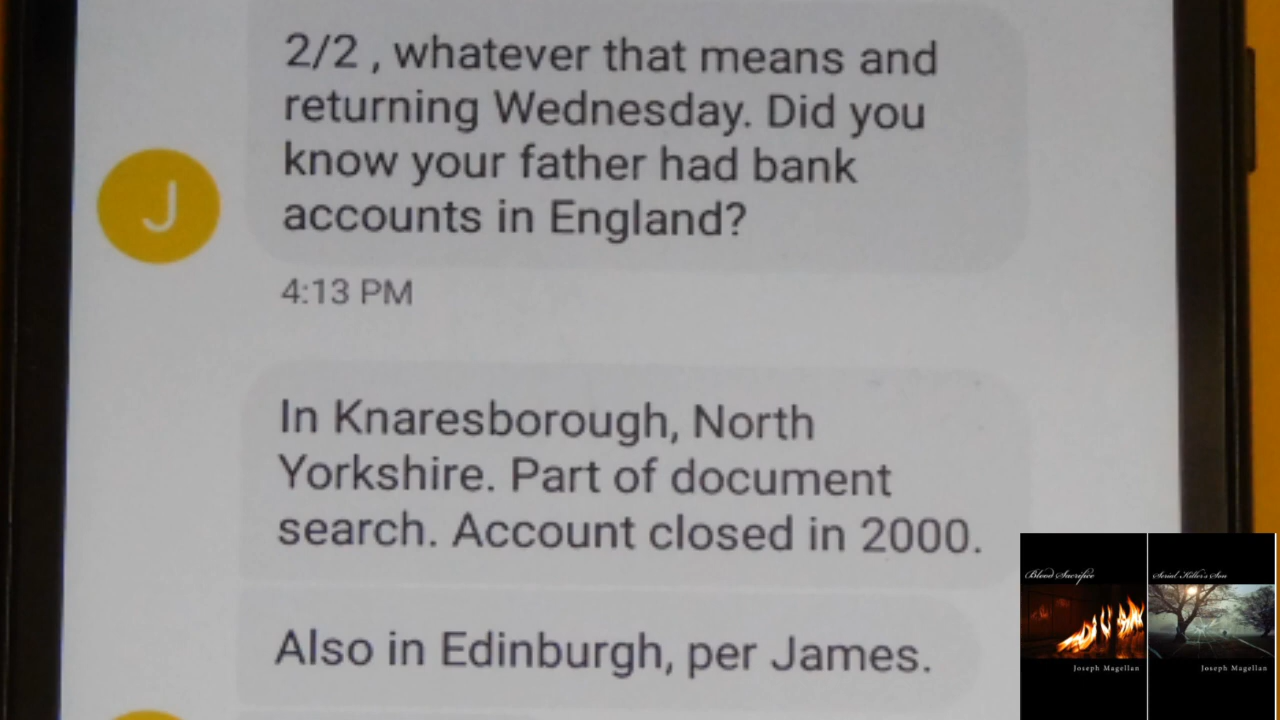 2/2 , whatever that means and
returning Wednesday. Did you
know your father had bank
accounts in England?
J
4:13 PM
In Knaresborough, North
Yorkshire. Part of document
search. Account closed in 2000.
Also in Edinburgh, per James.
Blood Sacrifice
Joseph Magellan
Serial Killer's Son
Joseph Magellan